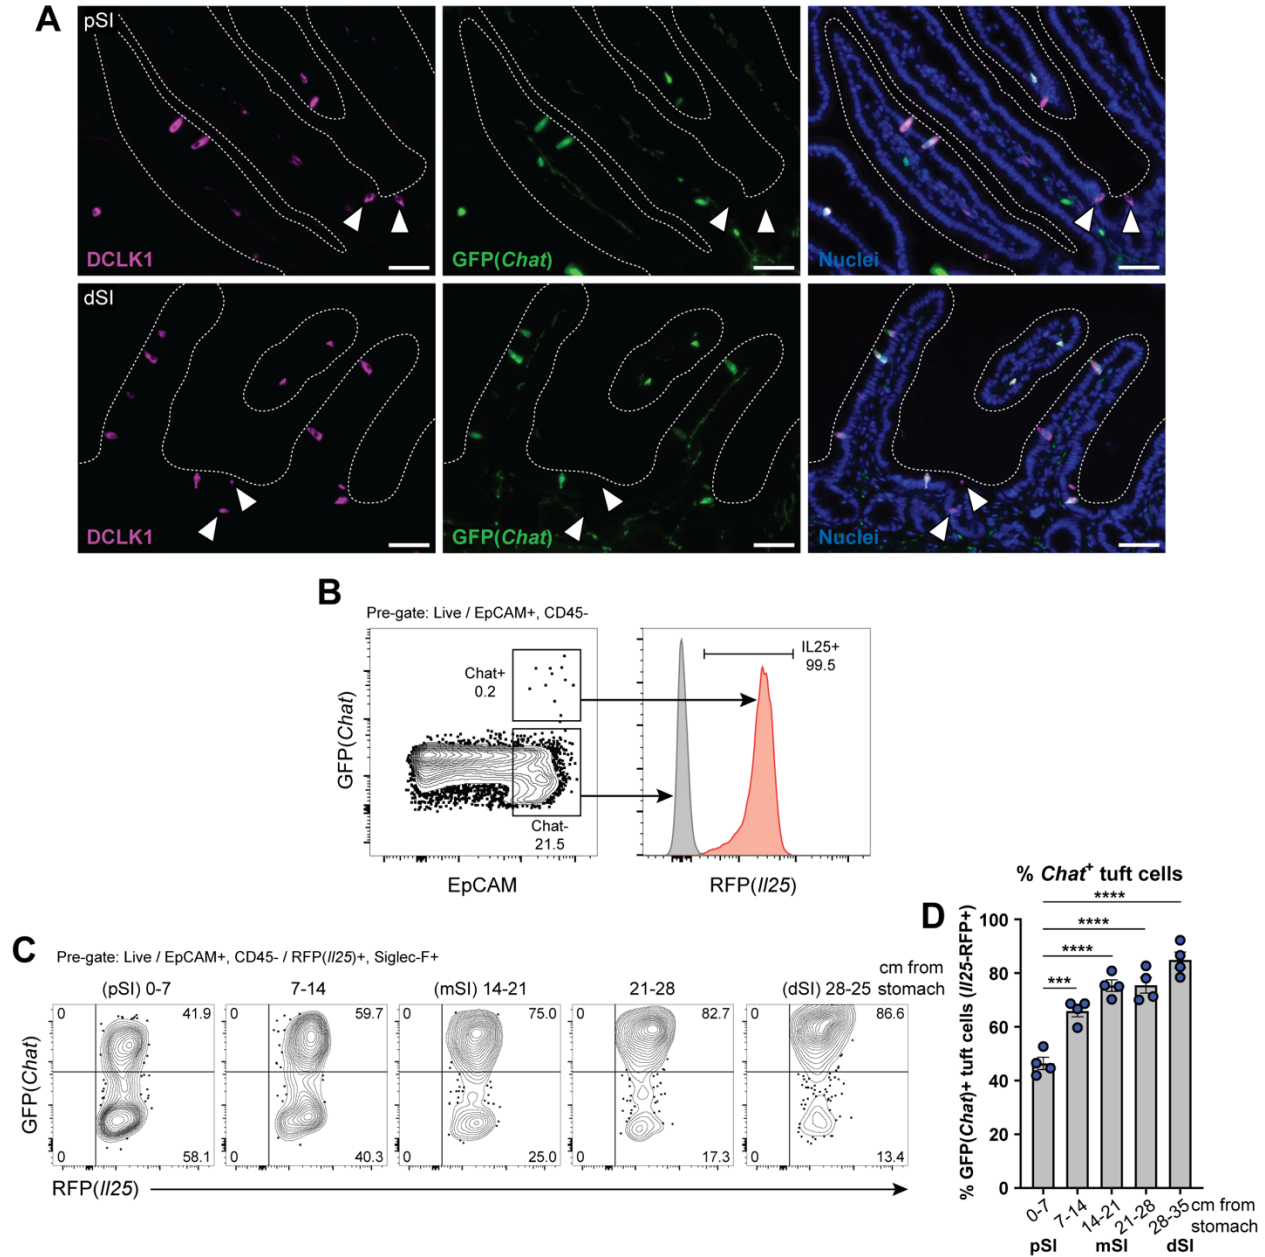 A
pSI
DCLK1
GFP(Chat)
Nuclei
dSI
DCLK1
GFP(Chat)
Nuclei
B
Pre-gate: Live / EpCAM+, CD45-
Chat+
0.2
Chat-
21.5
GFP(Chat)
EpCAM
IL25+
99.5
RFP(Il25)
C
Pre-gate: Live / EpCAM+, CD45- / RFP(Il25)+, Siglec-F+
cm from
stomach
(pSI) 0-7
7-14
(mSI) 14-21
21-28
(dSI) 28-25
0 41.9
0 59.7
0 75.0
0 82.7
0 86.6
GFP(Chat)
0 58.1
0 40.3
0 25.0
0 17.3
0 13.4
RFP(Il25)
D
% Chat+ tuft cells
****
****
****
***
% GFP(Chat)+ tuft cells (Il25-RFP+)
100
80
60
40
20
0
0-7
7-14
14-21
21-28
28-35
cm from
stomach
pSI
mSI
dSI